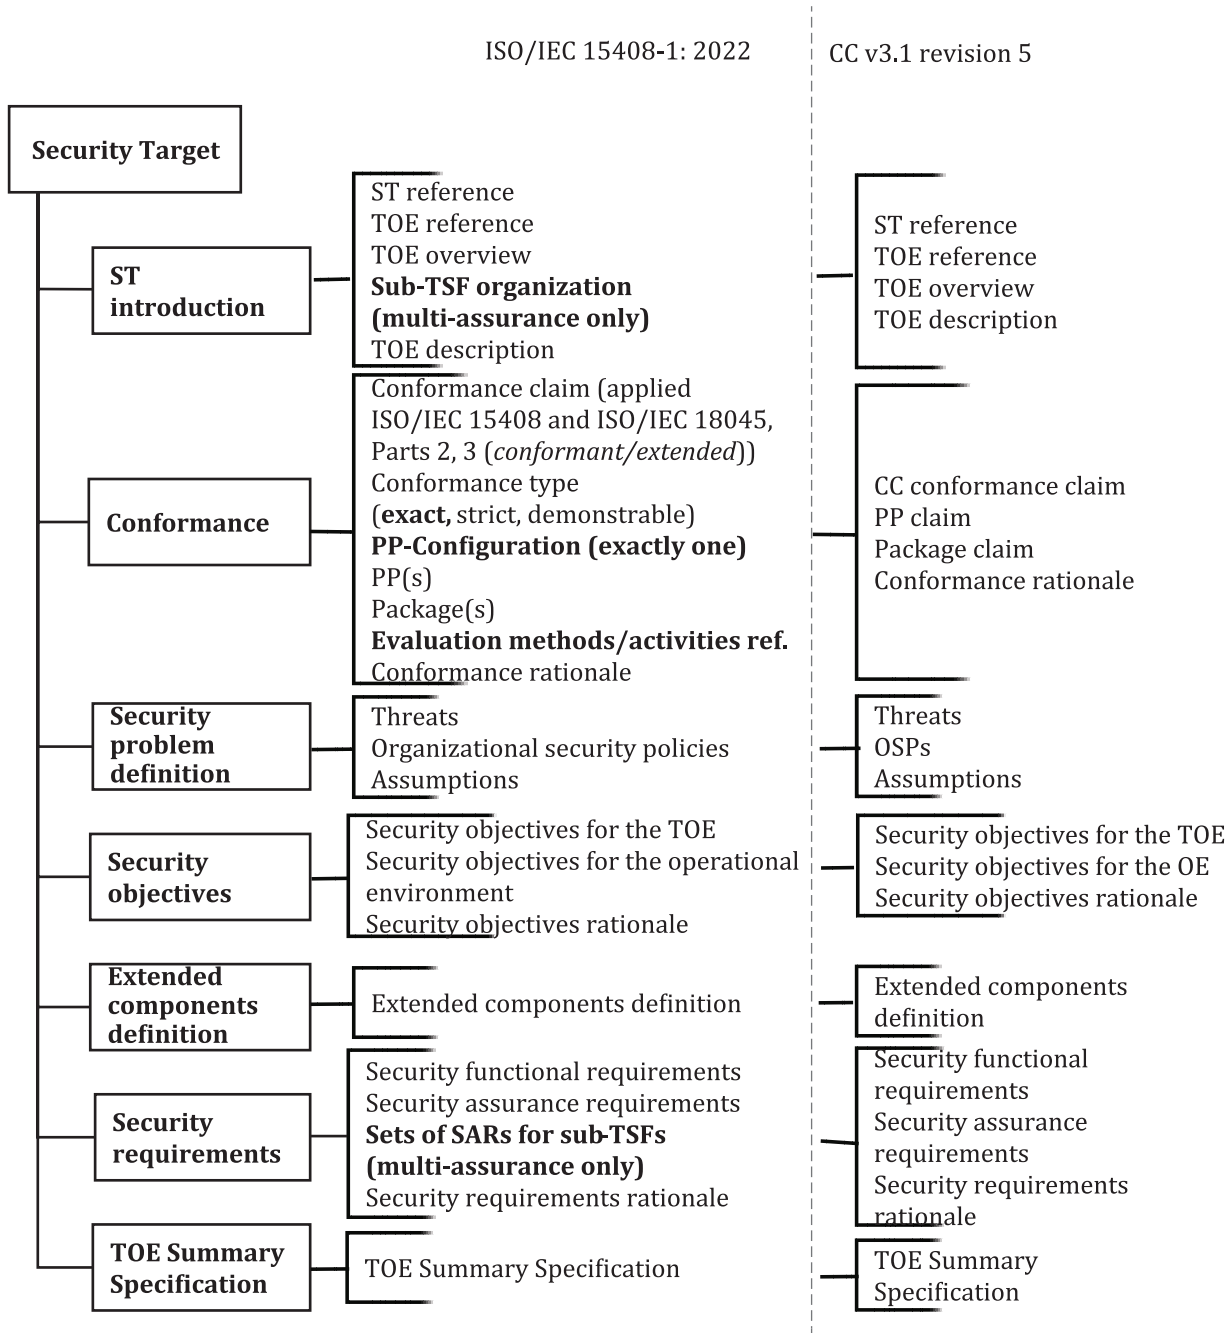 ISO/IEC 15408-1: 2022
CC v3.1 revision 5
Security Target
ST
introduction
ST reference
TOE reference
TOE overview
Sub-TSF organization
(multi-assurance only)
TOE description
ST reference
TOE reference
TOE overview
TOE description
Conformance
Conformance claim (applied
ISO/IEC 15408 and ISO/IEC 18045,
Parts 2, 3 (conformant/extended))
Conformance type
(exact, strict, demonstrable)
PP-Configuration (exactly one)
PP(s)
Package(s)
Evaluation methods/activities ref.
Conformance rationale
CC conformance claim
PP claim
Package claim
Conformance rationale
Security
problem
definition
Threats
Organizational security policies
Assumptions
Threats
OSPs
Assumptions
Security
objectives
Security objectives for the TOE
Security objectives for the operational
environment
Security objectives rationale
Security objectives for the TOE
Security objectives for the OE
Security objectives rationale
Extended
components
definition
Extended components definition
Extended components
definition
Security
requirements
Security functional requirements
Security assurance requirements
Sets of SARs for sub-TSFs
(multi-assurance only)
Security requirements rationale
Security functional
requirements
Security assurance
requirements
Security requirements
rationale
TOE Summary
Specification
TOE Summary Specification
TOE Summary
Specification